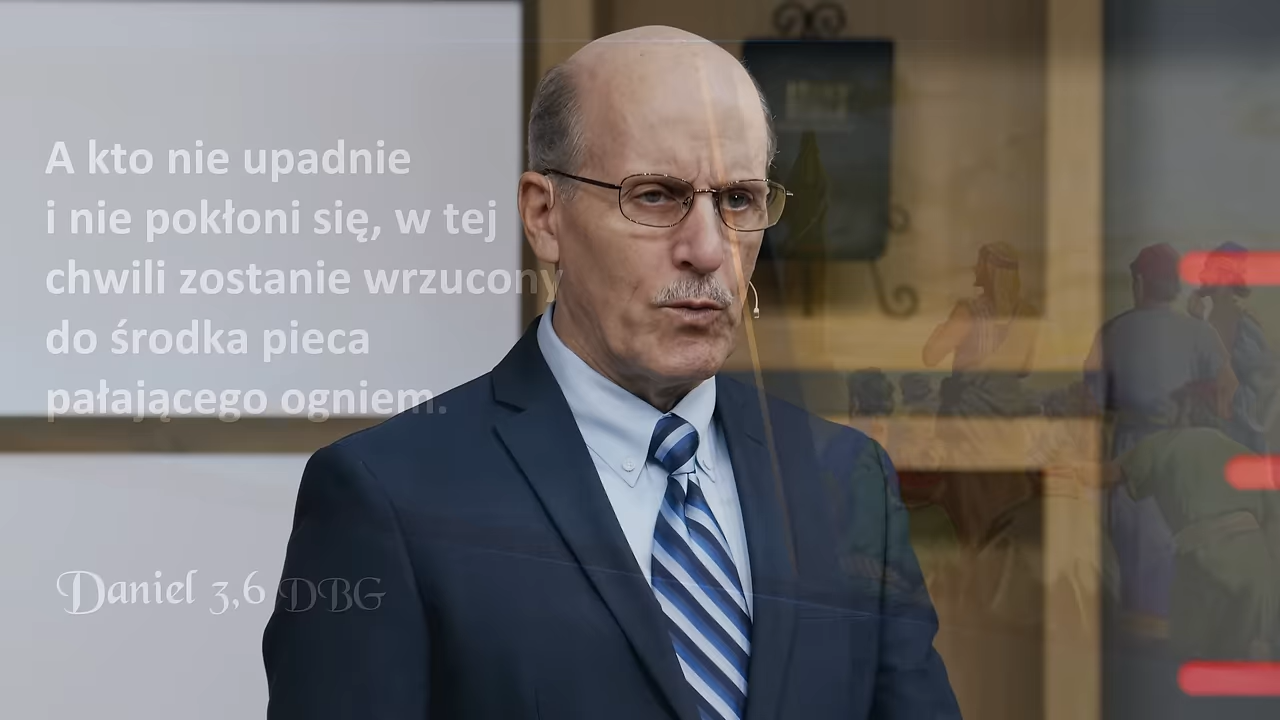 A kto nie upadnie
i nie pokłoni się, w tej
chwili zostanie wrzucony
do środka pieca
pałającego ogniem.
Daniel 3,6 DBG